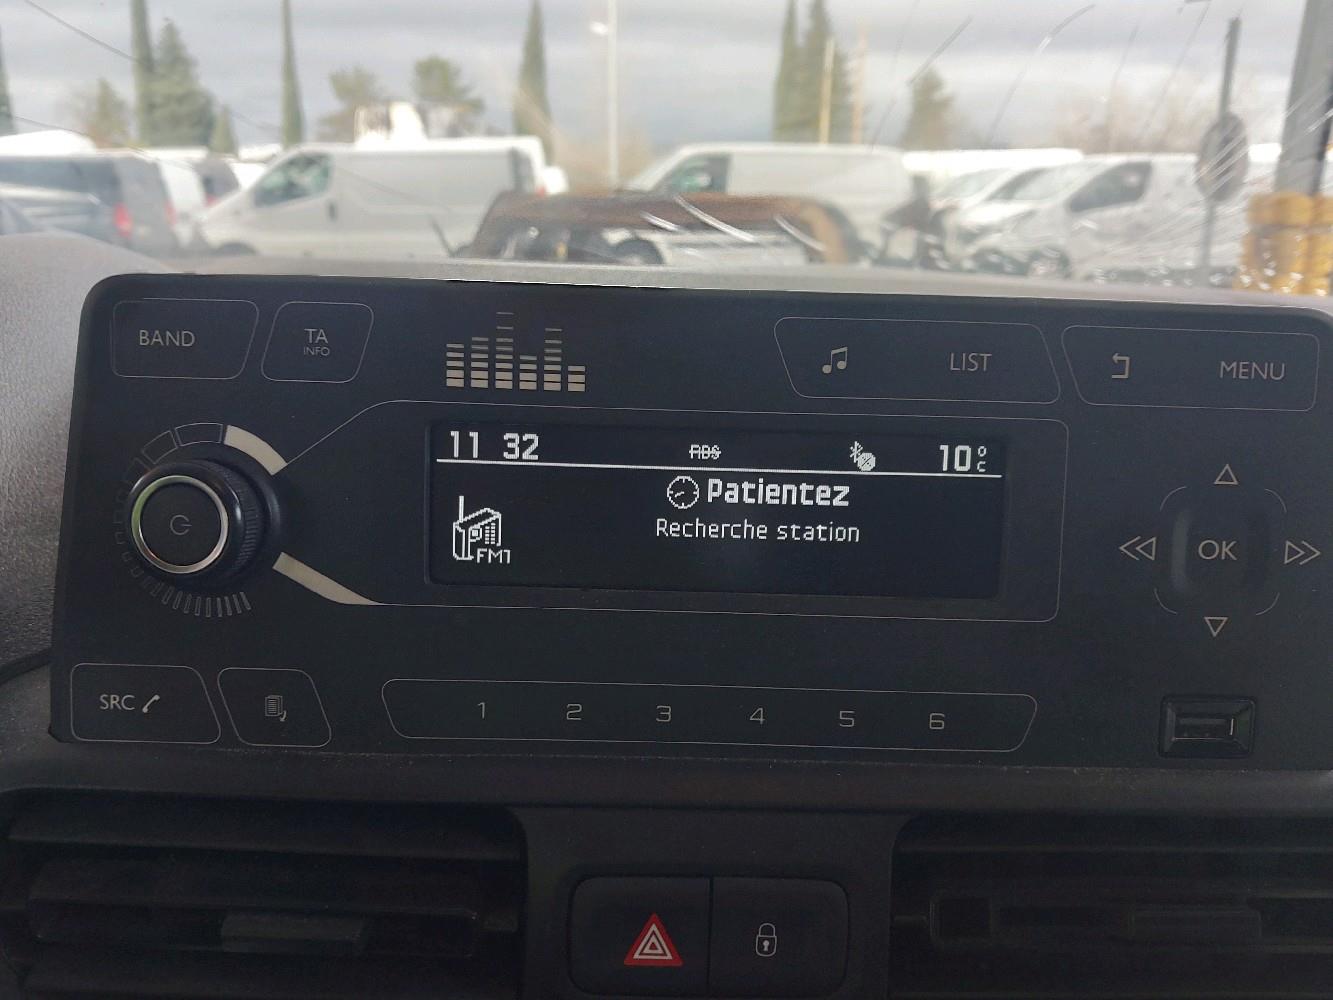 BAND
TA
INFO
LIST
MENU
11 32
RDS
10°C
Patientez
Recherche station
FM1
OK
SRC
1 2 3 4 5 6